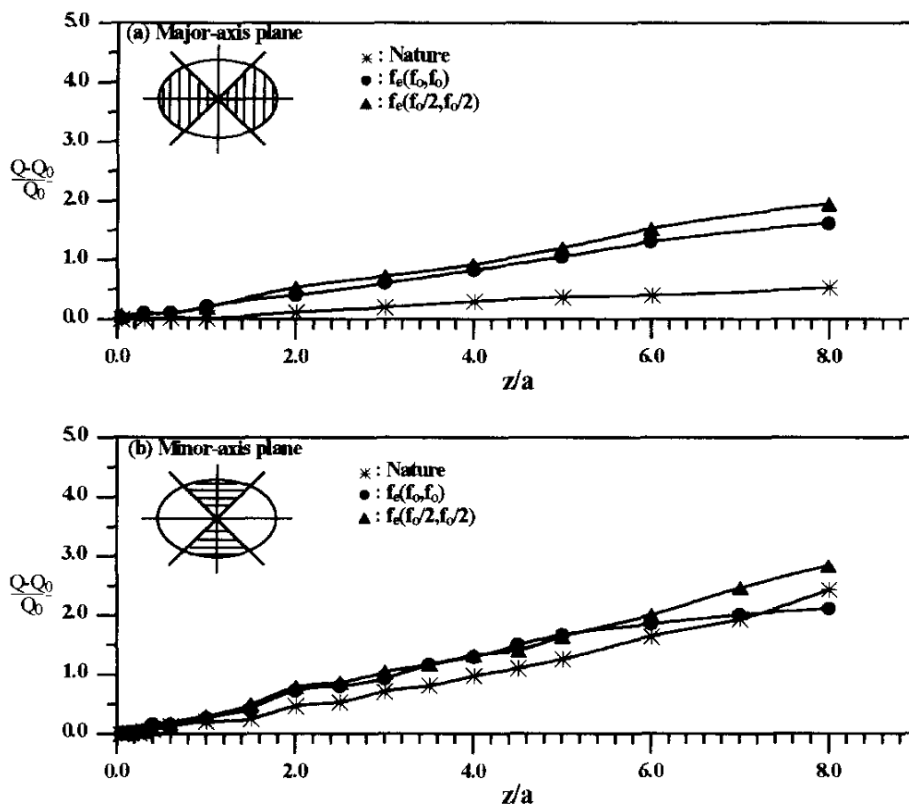 5.0
(a) Major-axis plane
* : Nature
● : fe(fo,fo)
▲ : fe(fo/2,fo/2)
4.0
3.0
Q-Q0
Q0
2.0
1.0
0.0
0.0 2.0 4.0 6.0 8.0
z/a
5.0
(b) Minor-axis plane
* : Nature
● : fe(fo,fo)
▲ : fe(fo/2,fo/2)
4.0
3.0
Q-Q0
Q0
2.0
1.0
0.0
0.0 2.0 4.0 6.0 8.0
z/a